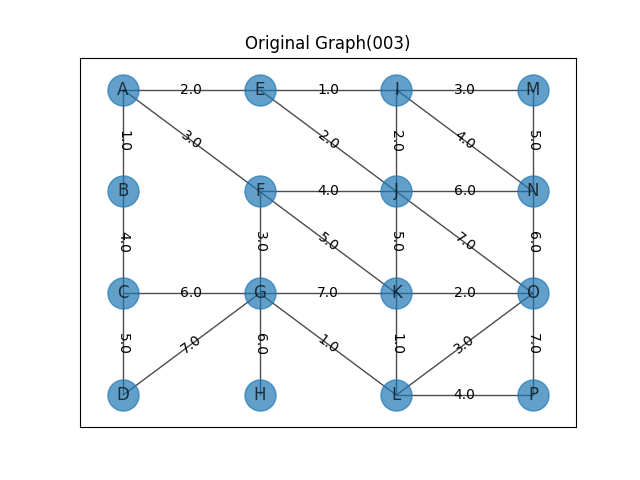 Original Graph(003)
A 2.0 E 1.0 I 3.0 M
1.0 3.0 2.0 2.0 4.0 5.0
B F 4.0 J 6.0 N
4.0 3.0 5.0 5.0 7.0 6.0
C 6.0 G 7.0 K 2.0 O
5.0 7.0 6.0 1.0 1.0 3.0 7.0
D H L 4.0 P